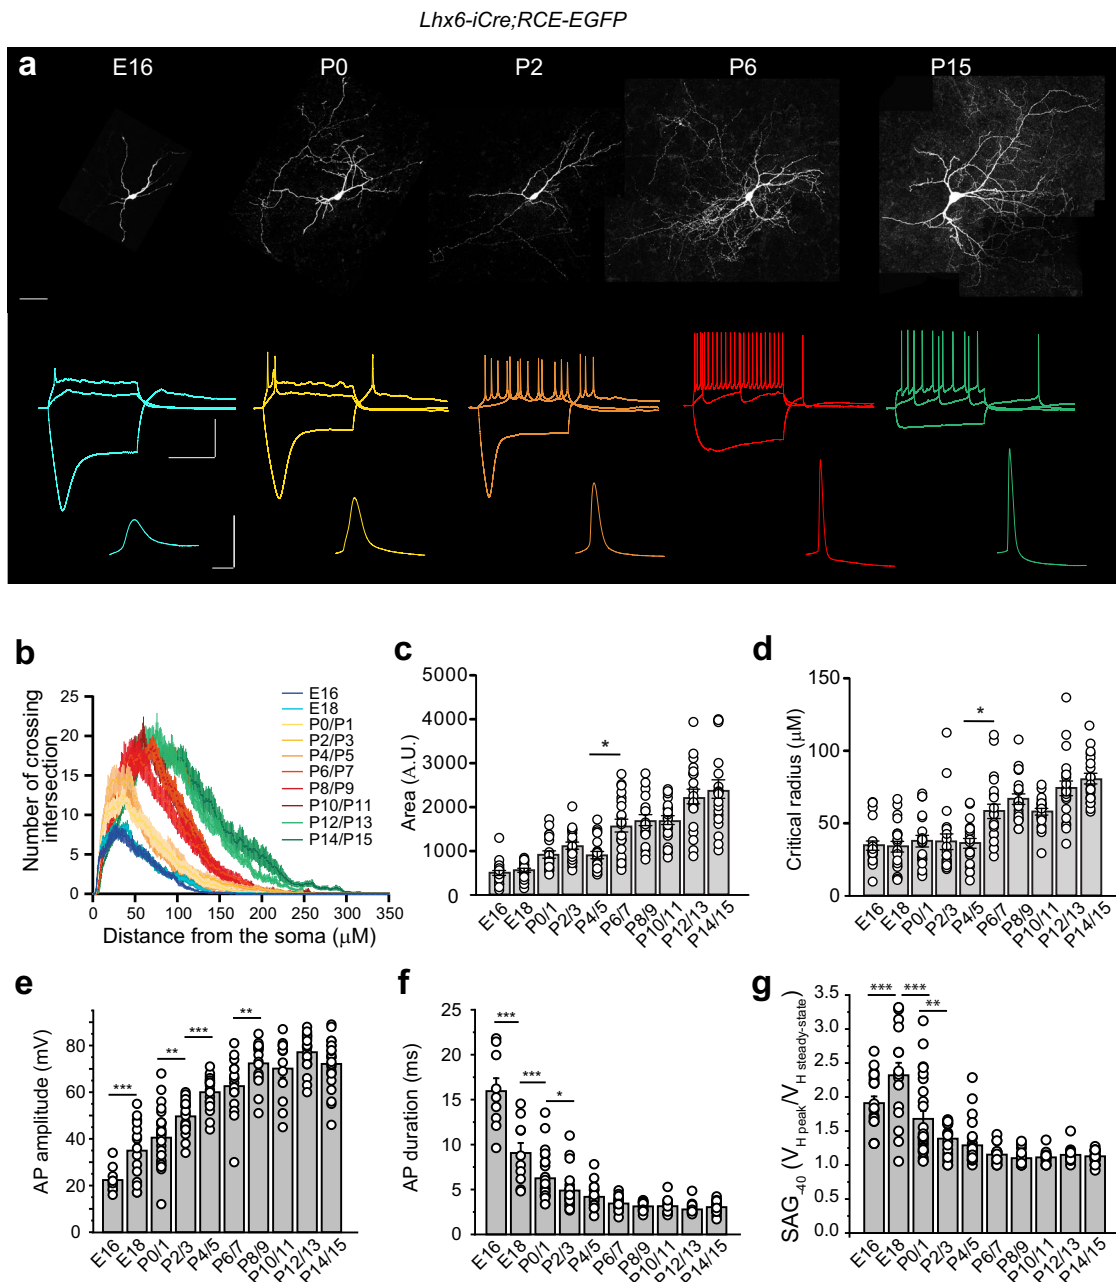 Lhx6-iCre;RCE-EGFP
a
E16 P0 P2 P6 P15
b
Number of crossing
intersection
25
20
15
10
5
0
0 50 100 150 200 250 300 350
Distance from the soma (μM)
E16
E18
P0/P1
P2/P3
P4/P5
P6/P7
P8/P9
P10/P11
P12/P13
P14/P15
c
Area (A.U.)
5000
4000
3000
2000
1000
0
*
E16 E18 P0/1 P2/3 P4/5 P6/7 P8/9 P10/11 P12/13 P14/15
d
Critical radius (μM)
150
100
50
0
*
E16 E18 P0/1 P2/3 P4/5 P6/7 P8/9 P10/11 P12/13 P14/15
e
AP amplitude (mV)
80
60
40
20
0
*** ** *** **
E16 E18 P0/1 P2/3 P4/5 P6/7 P8/9 P10/11 P12/13 P14/15
f
AP duration (ms)
25
20
15
10
5
0
*** *** *
E16 E18 P0/1 P2/3 P4/5 P6/7 P8/9 P10/11 P12/13 P14/15
g
SAG-40 (VH peak/VH steady-state)
3.5
3.0
2.5
2.0
1.5
1.0
0.5
0.0
*** *** **
E16 E18 P0/1 P2/3 P4/5 P6/7 P8/9 P10/11 P12/13 P14/15